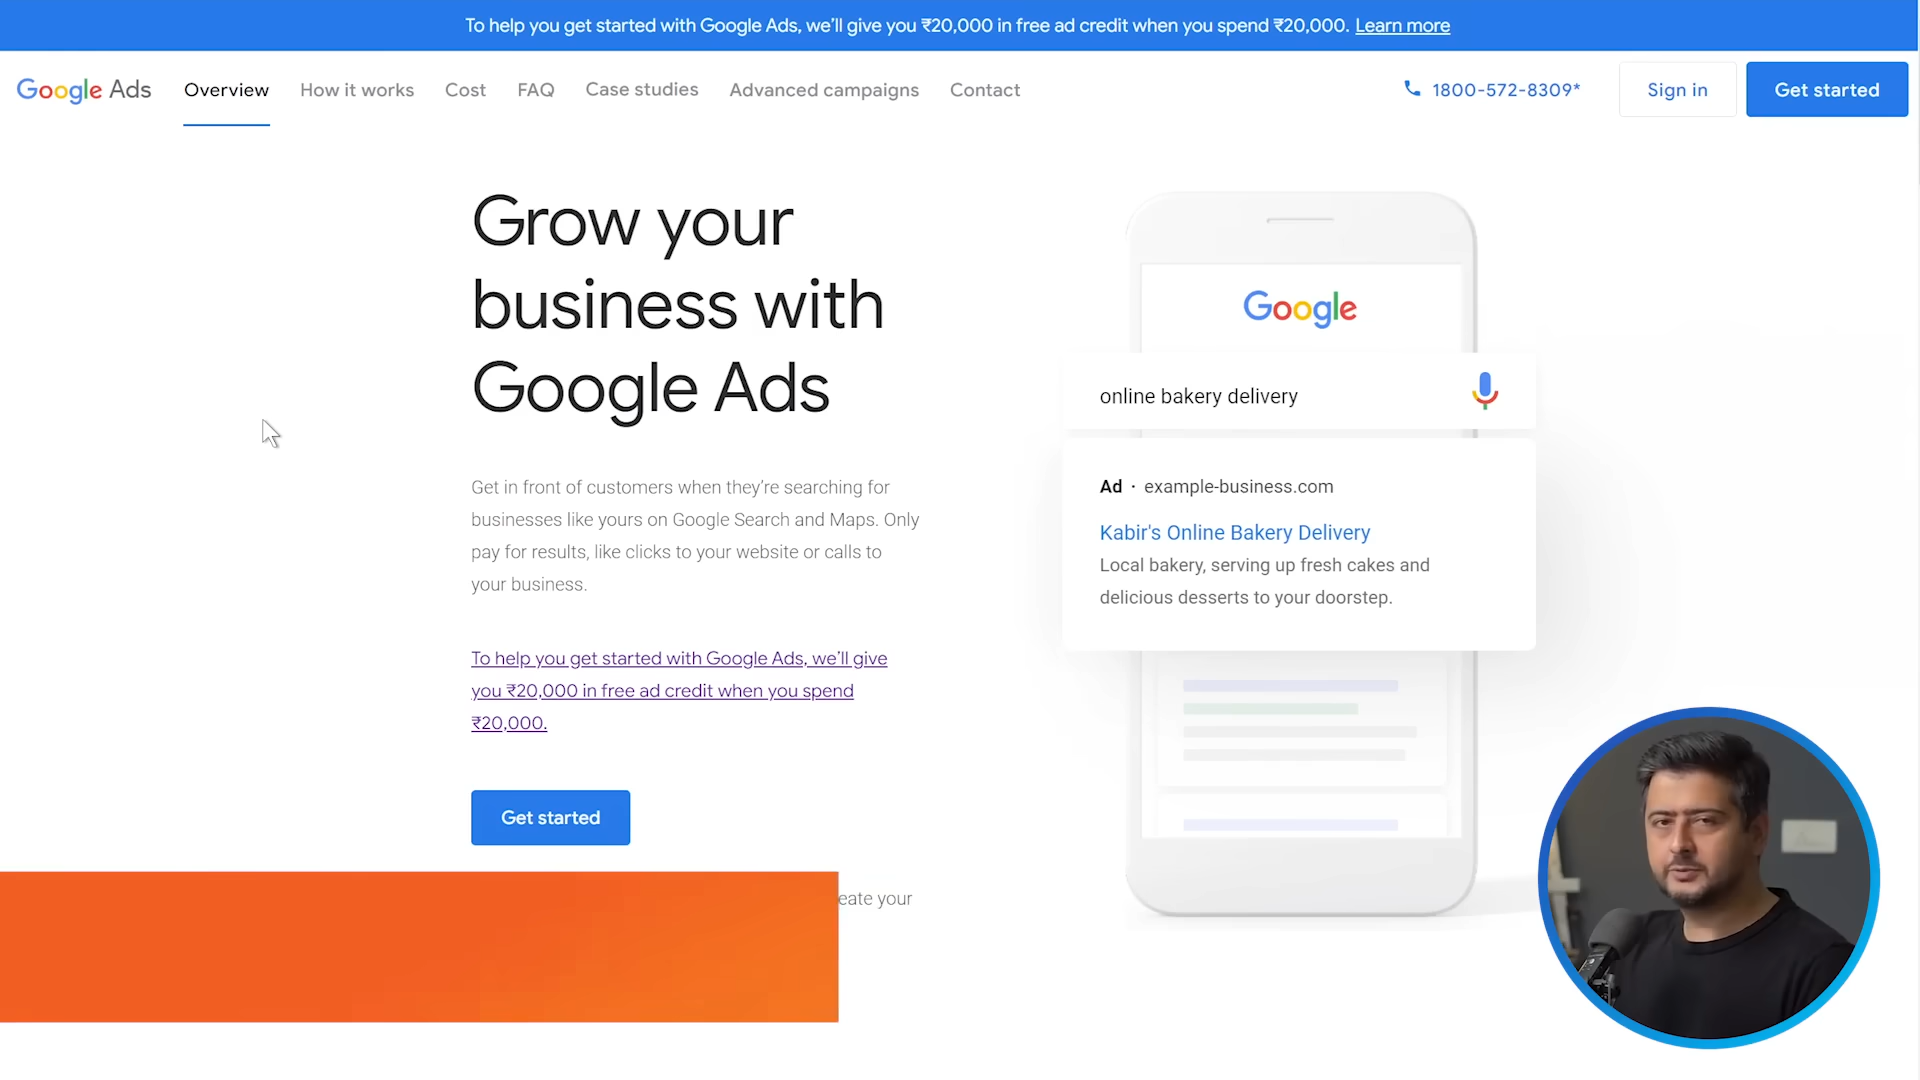 To help you get started with Google Ads, we'll give you ₹20,000 in free ad credit when you spend ₹20,000. Learn more
Google Ads
Overview
How it works
Cost
FAQ
Case studies
Advanced campaigns
Contact
1800-572-8309*
Sign in
Get started
Grow your
business with
Google Ads
Get in front of customers when they're searching for
businesses like yours on Google Search and Maps. Only
pay for results, like clicks to your website or calls to
your business.
To help you get started with Google Ads, we'll give
you ₹20,000 in free ad credit when you spend
₹20,000.
Get started
your
Google
online bakery delivery
Ad · example-business.com
Kabir's Online Bakery Delivery
Local bakery, serving up fresh cakes and
delicious desserts to your doorstep.